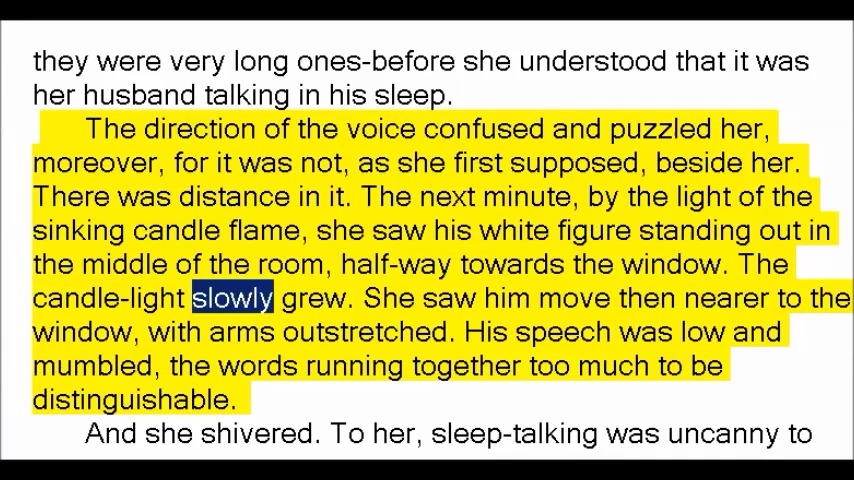 they were very long ones-before she understood that it was
her husband talking in his sleep.
The direction of the voice confused and puzzled her,
moreover, for it was not, as she first supposed, beside her.
There was distance in it. The next minute, by the light of the
sinking candle flame, she saw his white figure standing out in
the middle of the room, half-way towards the window. The
candle-light slowly grew. She saw him move then nearer to the
window, with arms outstretched. His speech was low and
mumbled, the words running together too much to be
distinguishable.
And she shivered. To her, sleep-talking was uncanny to